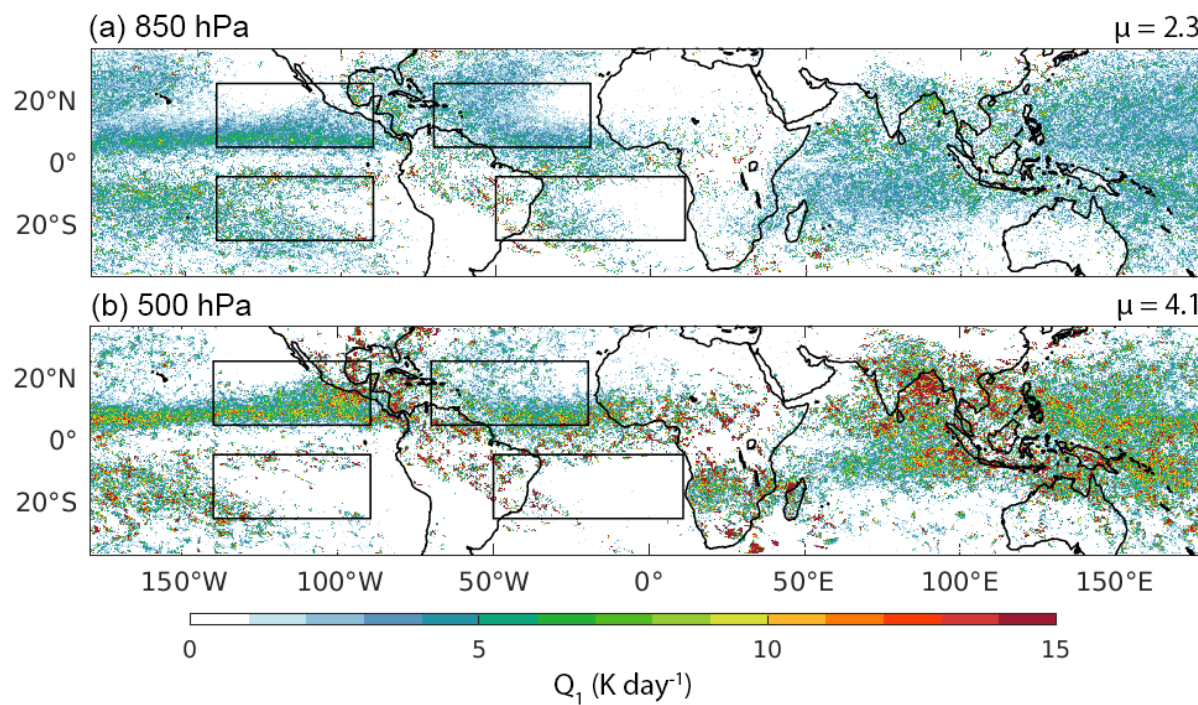 (a) 850 hPa
μ = 2.3
20°N
0°
20°S
(b) 500 hPa
μ = 4.1
20°N
0°
20°S
150°W 100°W 50°W 0° 50°E 100°E 150°E
0 5 10 15
Q₁ (K day⁻¹)